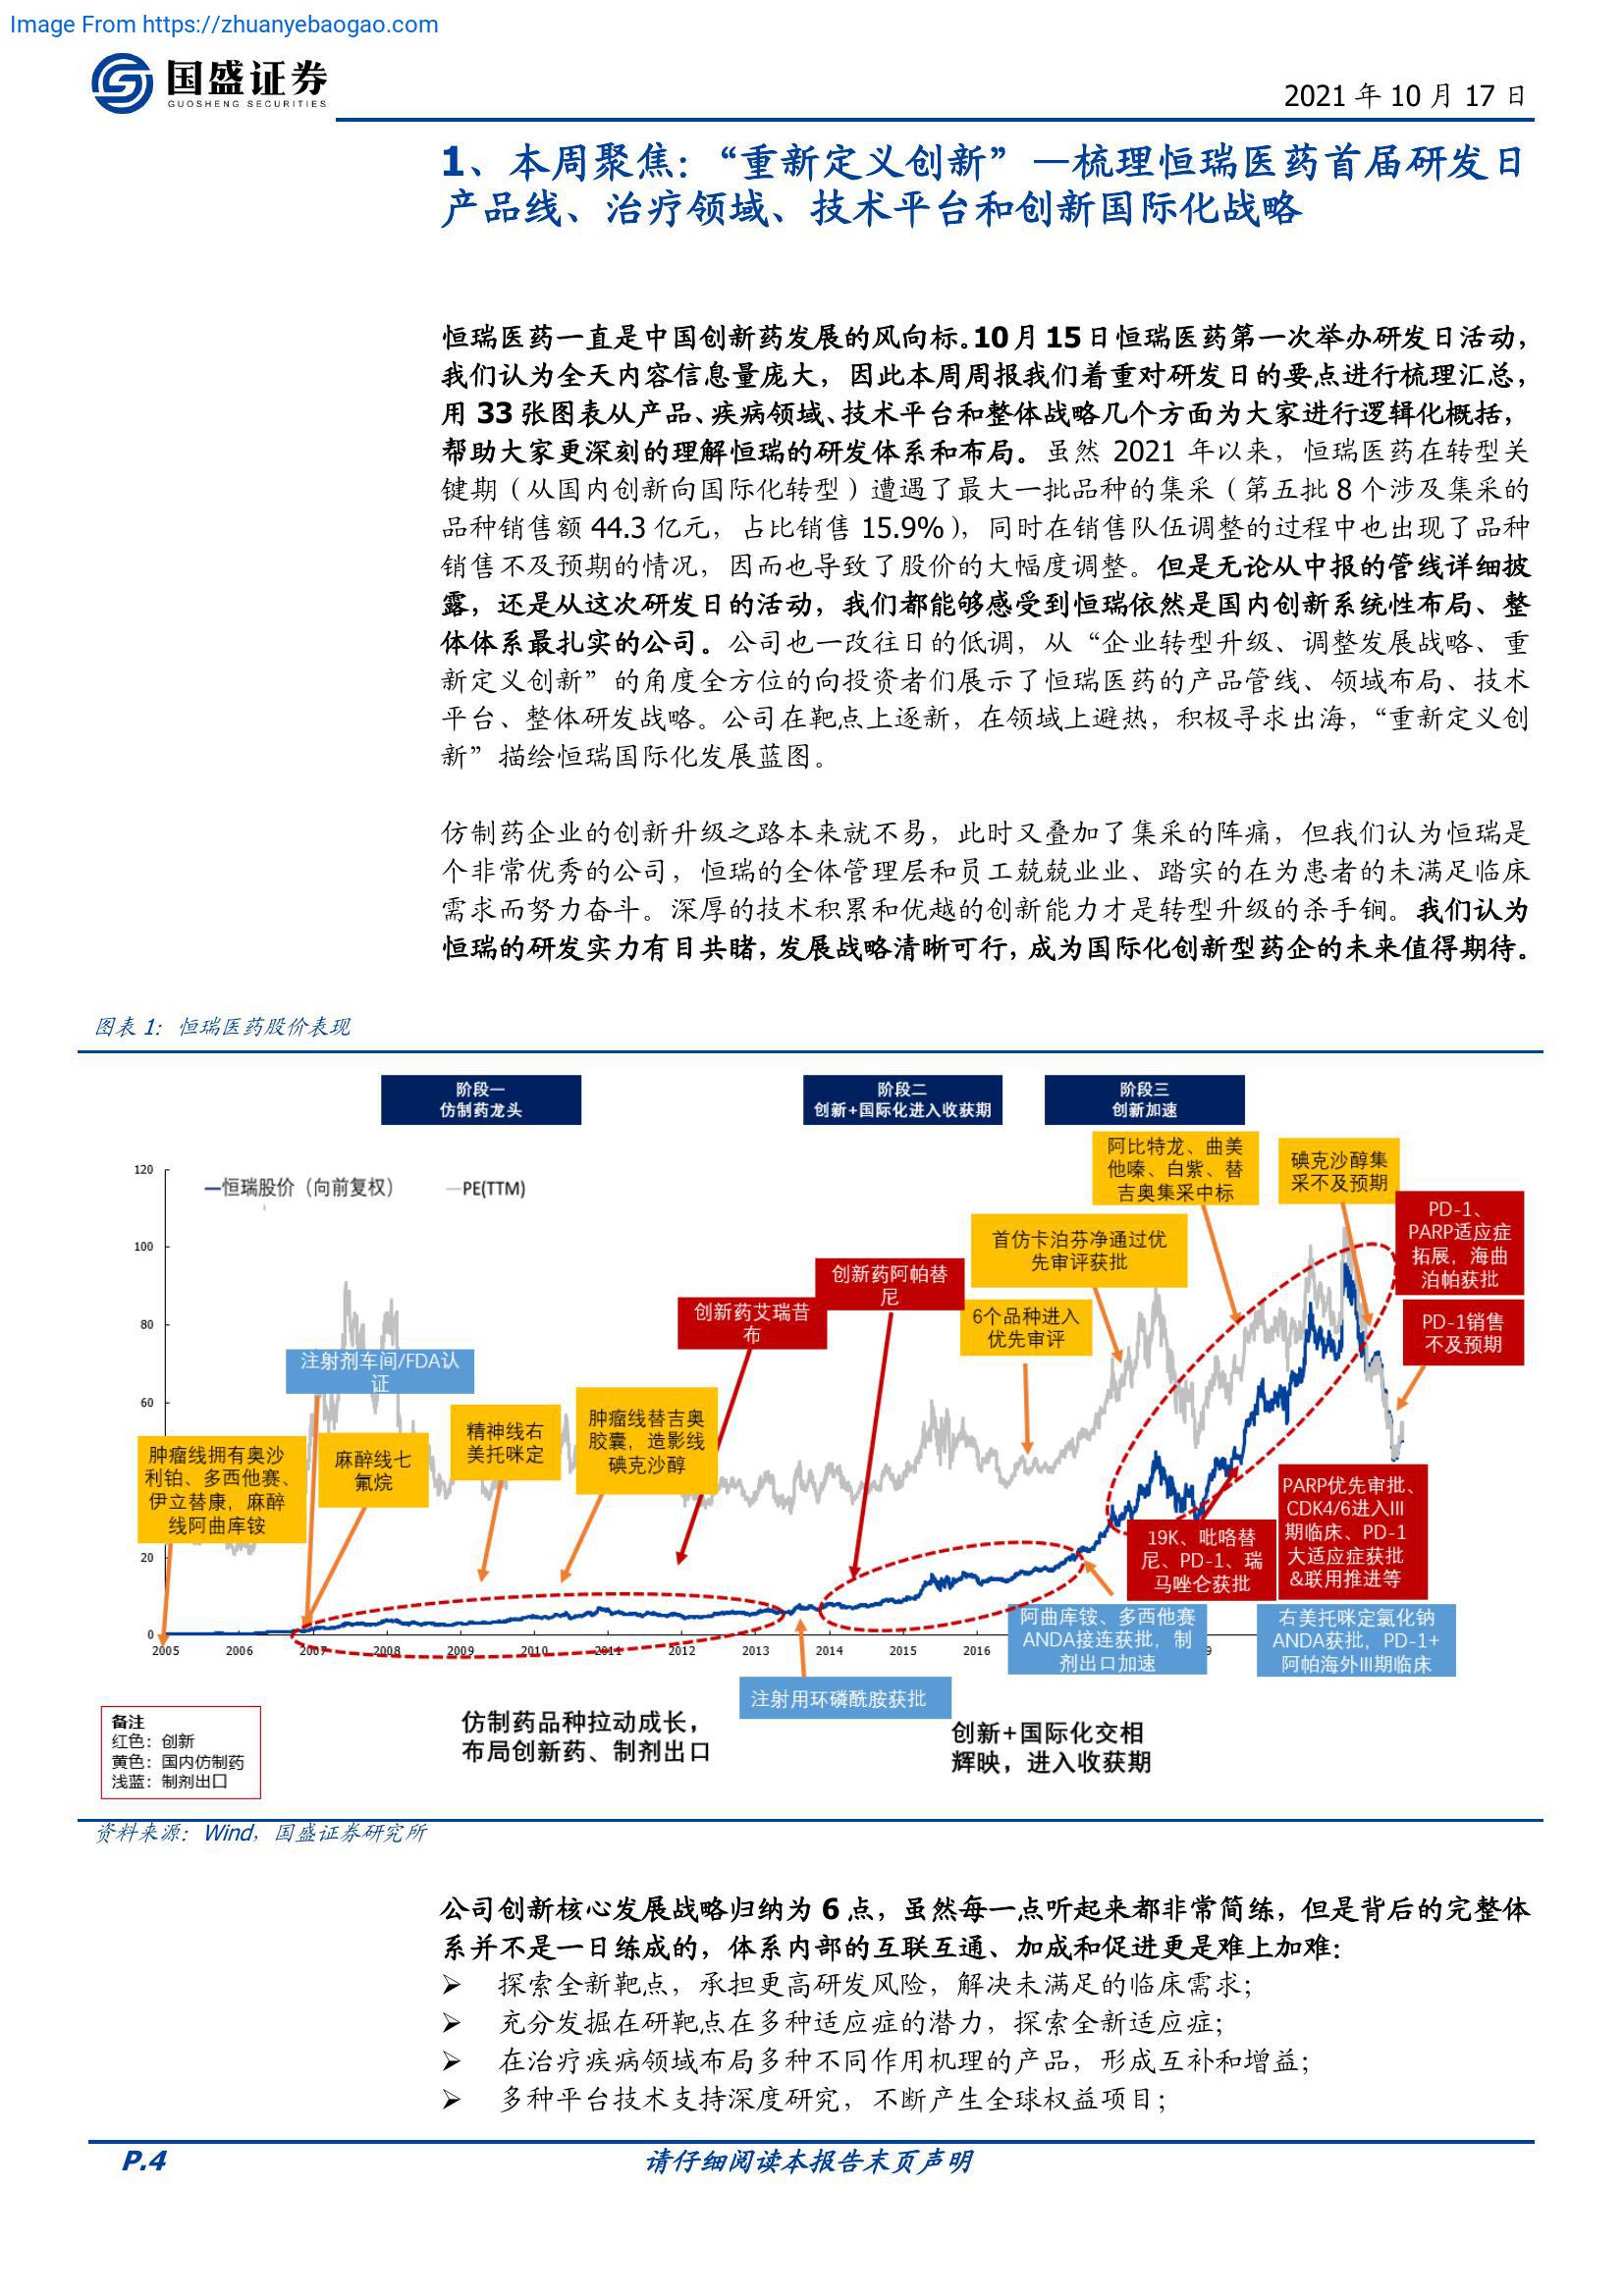 Image From https://zhuanyebaogao.com
国盛证券
GUOSHENG SECURITIES
2021 年 10 月 17 日
1、本周聚焦：“重新定义创新”—梳理恒瑞医药首届研发日
产品线、治疗领域、技术平台和创新国际化战略
恒瑞医药一直是中国创新药发展的风向标。10 月 15 日恒瑞医药第一次举办研发日活动，
我们认为全天内容信息量庞大，因此本周周报我们着重对研发日的要点进行梳理汇总，
用 33 张图表从产品、疾病领域、技术平台和整体战略几个方面为大家进行逻辑化概括，
帮助大家更深刻的理解恒瑞的研发体系和布局。虽然 2021 年以来，恒瑞医药在转型关
键期（从国内创新向国际化转型）遭遇了最大一批品种的集采（第五批 8 个涉及集采的
品种销售额 44.3 亿元，占比销售 15.9%），同时在销售队伍调整的过程中也出现了品种
销售不及预期的情况，因而也导致了股价的大幅度调整。但是无论从中报的管线详细披
露，还是从这次研发日的活动，我们都能够感受到恒瑞依然是国内创新系统性布局、整
体体系最扎实的公司。公司也一改往日的低调，从“企业转型升级、调整发展战略、重
新定义创新”的角度全方位的向投资者们展示了恒瑞医药的产品管线、领域布局、技术
平台、整体研发战略。公司在靶点上逐新，在领域上避热，积极寻求出海，“重新定义创
新”描绘恒瑞国际化发展蓝图。
仿制药企业的创新升级之路本来就不易，此时又叠加了集采的阵痛，但我们认为恒瑞是
个非常优秀的公司，恒瑞的全体管理层和员工兢兢业业、踏实的在为患者的未满足临床
需求而努力奋斗。深厚的技术积累和优越的创新能力才是转型升级的杀手锏。我们认为
恒瑞的研发实力有目共睹，发展战略清晰可行，成为国际化创新型药企的未来值得期待。
图表 1：恒瑞医药股价表现
阶段一
仿制药龙头
阶段二
创新+国际化进入收获期
阶段三
创新加速
恒瑞股价（向前复权）
PE(TTM)
120
100
80
60
20
0
2005 2006 2007 2008 2009 2010 2011 2012 2013 2014 2015 2016 9
阿比特龙、曲美
他嗪、白紫、替
吉奥集采中标
碘克沙醇集
采不及预期
PD-1、
PARP适应症
拓展，海曲
泊帕获批
首仿卡泊芬净通过优
先审评获批
创新药阿帕替
尼
创新药艾瑞昔
布
6个品种进入
优先审评
PD-1销售
不及预期
注射剂车间/FDA认
证
肿瘤线替吉奥
胶囊，造影线
碘克沙醇
精神线右
美托咪定
麻醉线七
氟烷
肿瘤线拥有奥沙
利铂、多西他赛、
伊立替康，麻醉
线阿曲库铵
PARP优先审批、
CDK4/6进入III
期临床、PD-1
大适应症获批
&联用推进等
19K、吡咯替
尼、PD-1、瑞
马唑仑获批
阿曲库铵、多西他赛
ANDA接连获批，制
剂出口加速
右美托咪定氯化钠
ANDA获批，PD-1+
阿帕海外III期临床
注射用环磷酰胺获批
仿制药品种拉动成长，
布局创新药、制剂出口
创新+国际化交相
辉映，进入收获期
备注
红色：创新
黄色：国内仿制药
浅蓝：制剂出口
资料来源：Wind，国盛证券研究所
公司创新核心发展战略归纳为 6 点，虽然每一点听起来都非常简练，但是背后的完整体
系并不是一日练成的，体系内部的互联互通、加成和促进更是难上加难：
➢ 探索全新靶点，承担更高研发风险，解决未满足的临床需求；
➢ 充分发掘在研靶点在多种适应症的潜力，探索全新适应症；
➢ 在治疗疾病领域布局多种不同作用机理的产品，形成互补和增益；
➢ 多种平台技术支持深度研究，不断产生全球权益项目；
P.4
请仔细阅读本报告末页声明